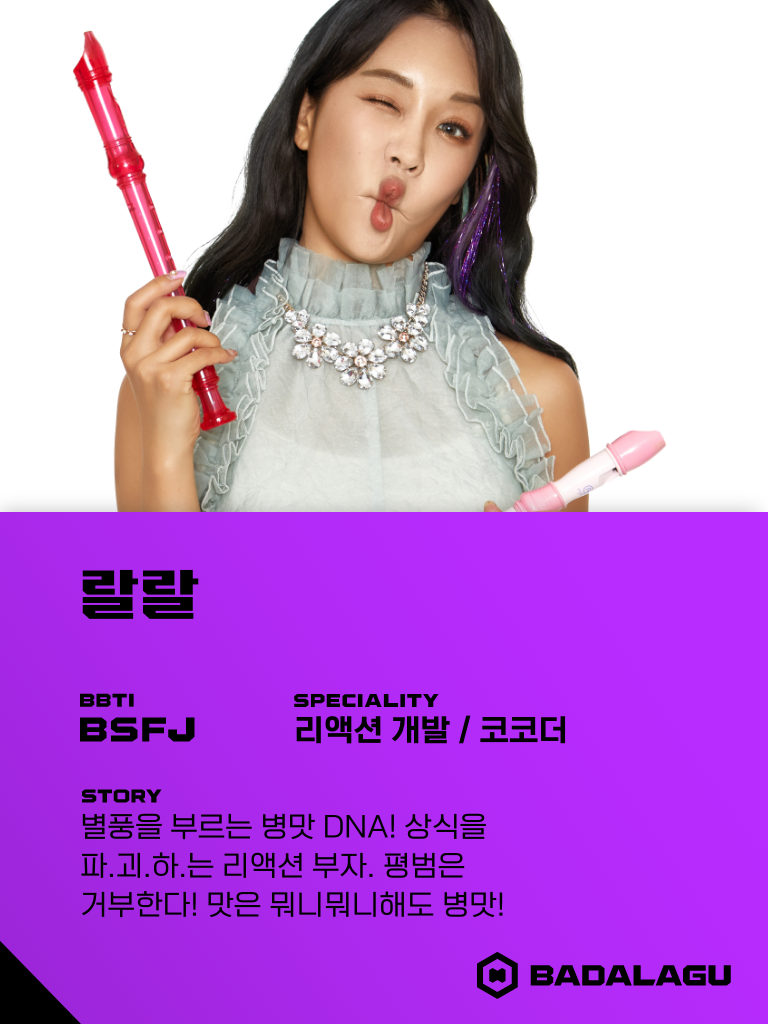 랄랄
BBTI
BSFJ
SPECIALITY
리액션 개발 / 코코더
STORY
별풍을 부르는 병맛 DNA! 상식을
파.괴.하.는 리액션 부자. 평범은
거부한다! 맛은 뭐니뭐니해도 병맛!
BADALAGU